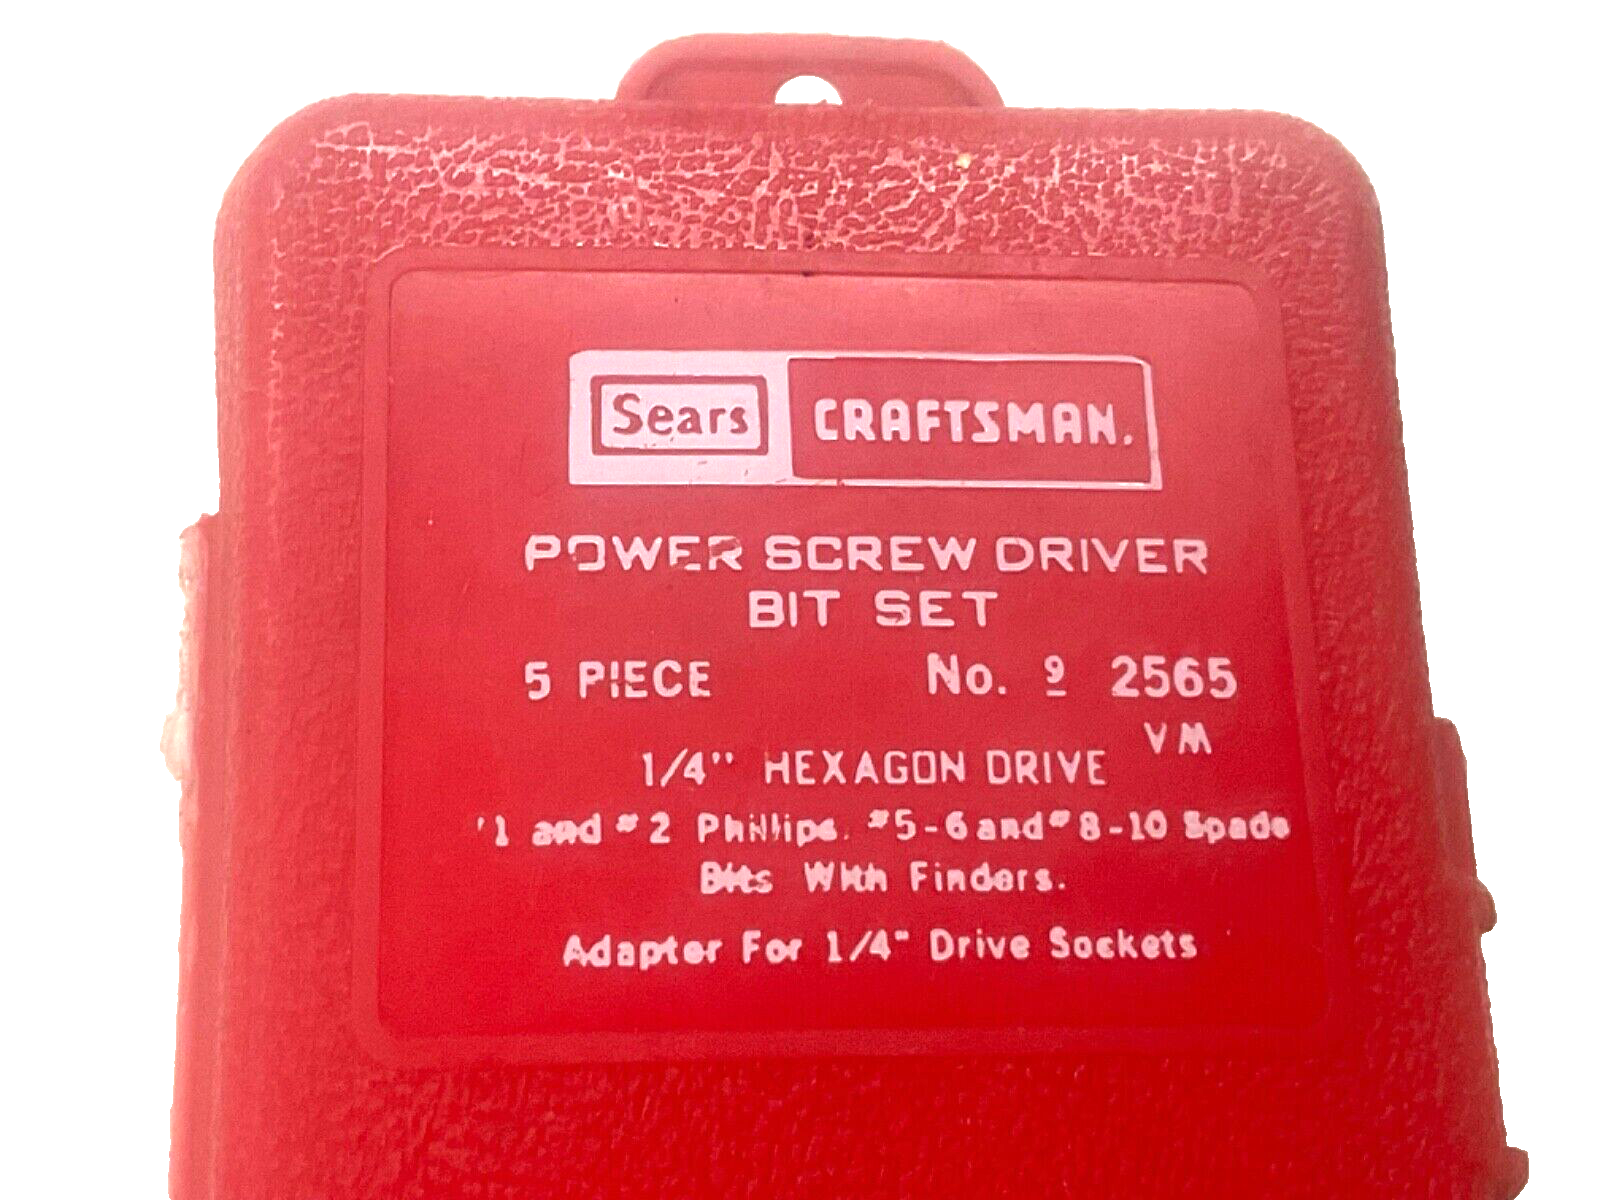 Sears CRAFTSMAN.
POWER SCREW DRIVER
BIT SET
5 PIECE No. 9 2565
VM
1/4" HEXAGON DRIVE
#1 and #2 Phillips. #5-6 and #8-10 Spade
Bits With Finders.
Adapter For 1/4" Drive Sockets